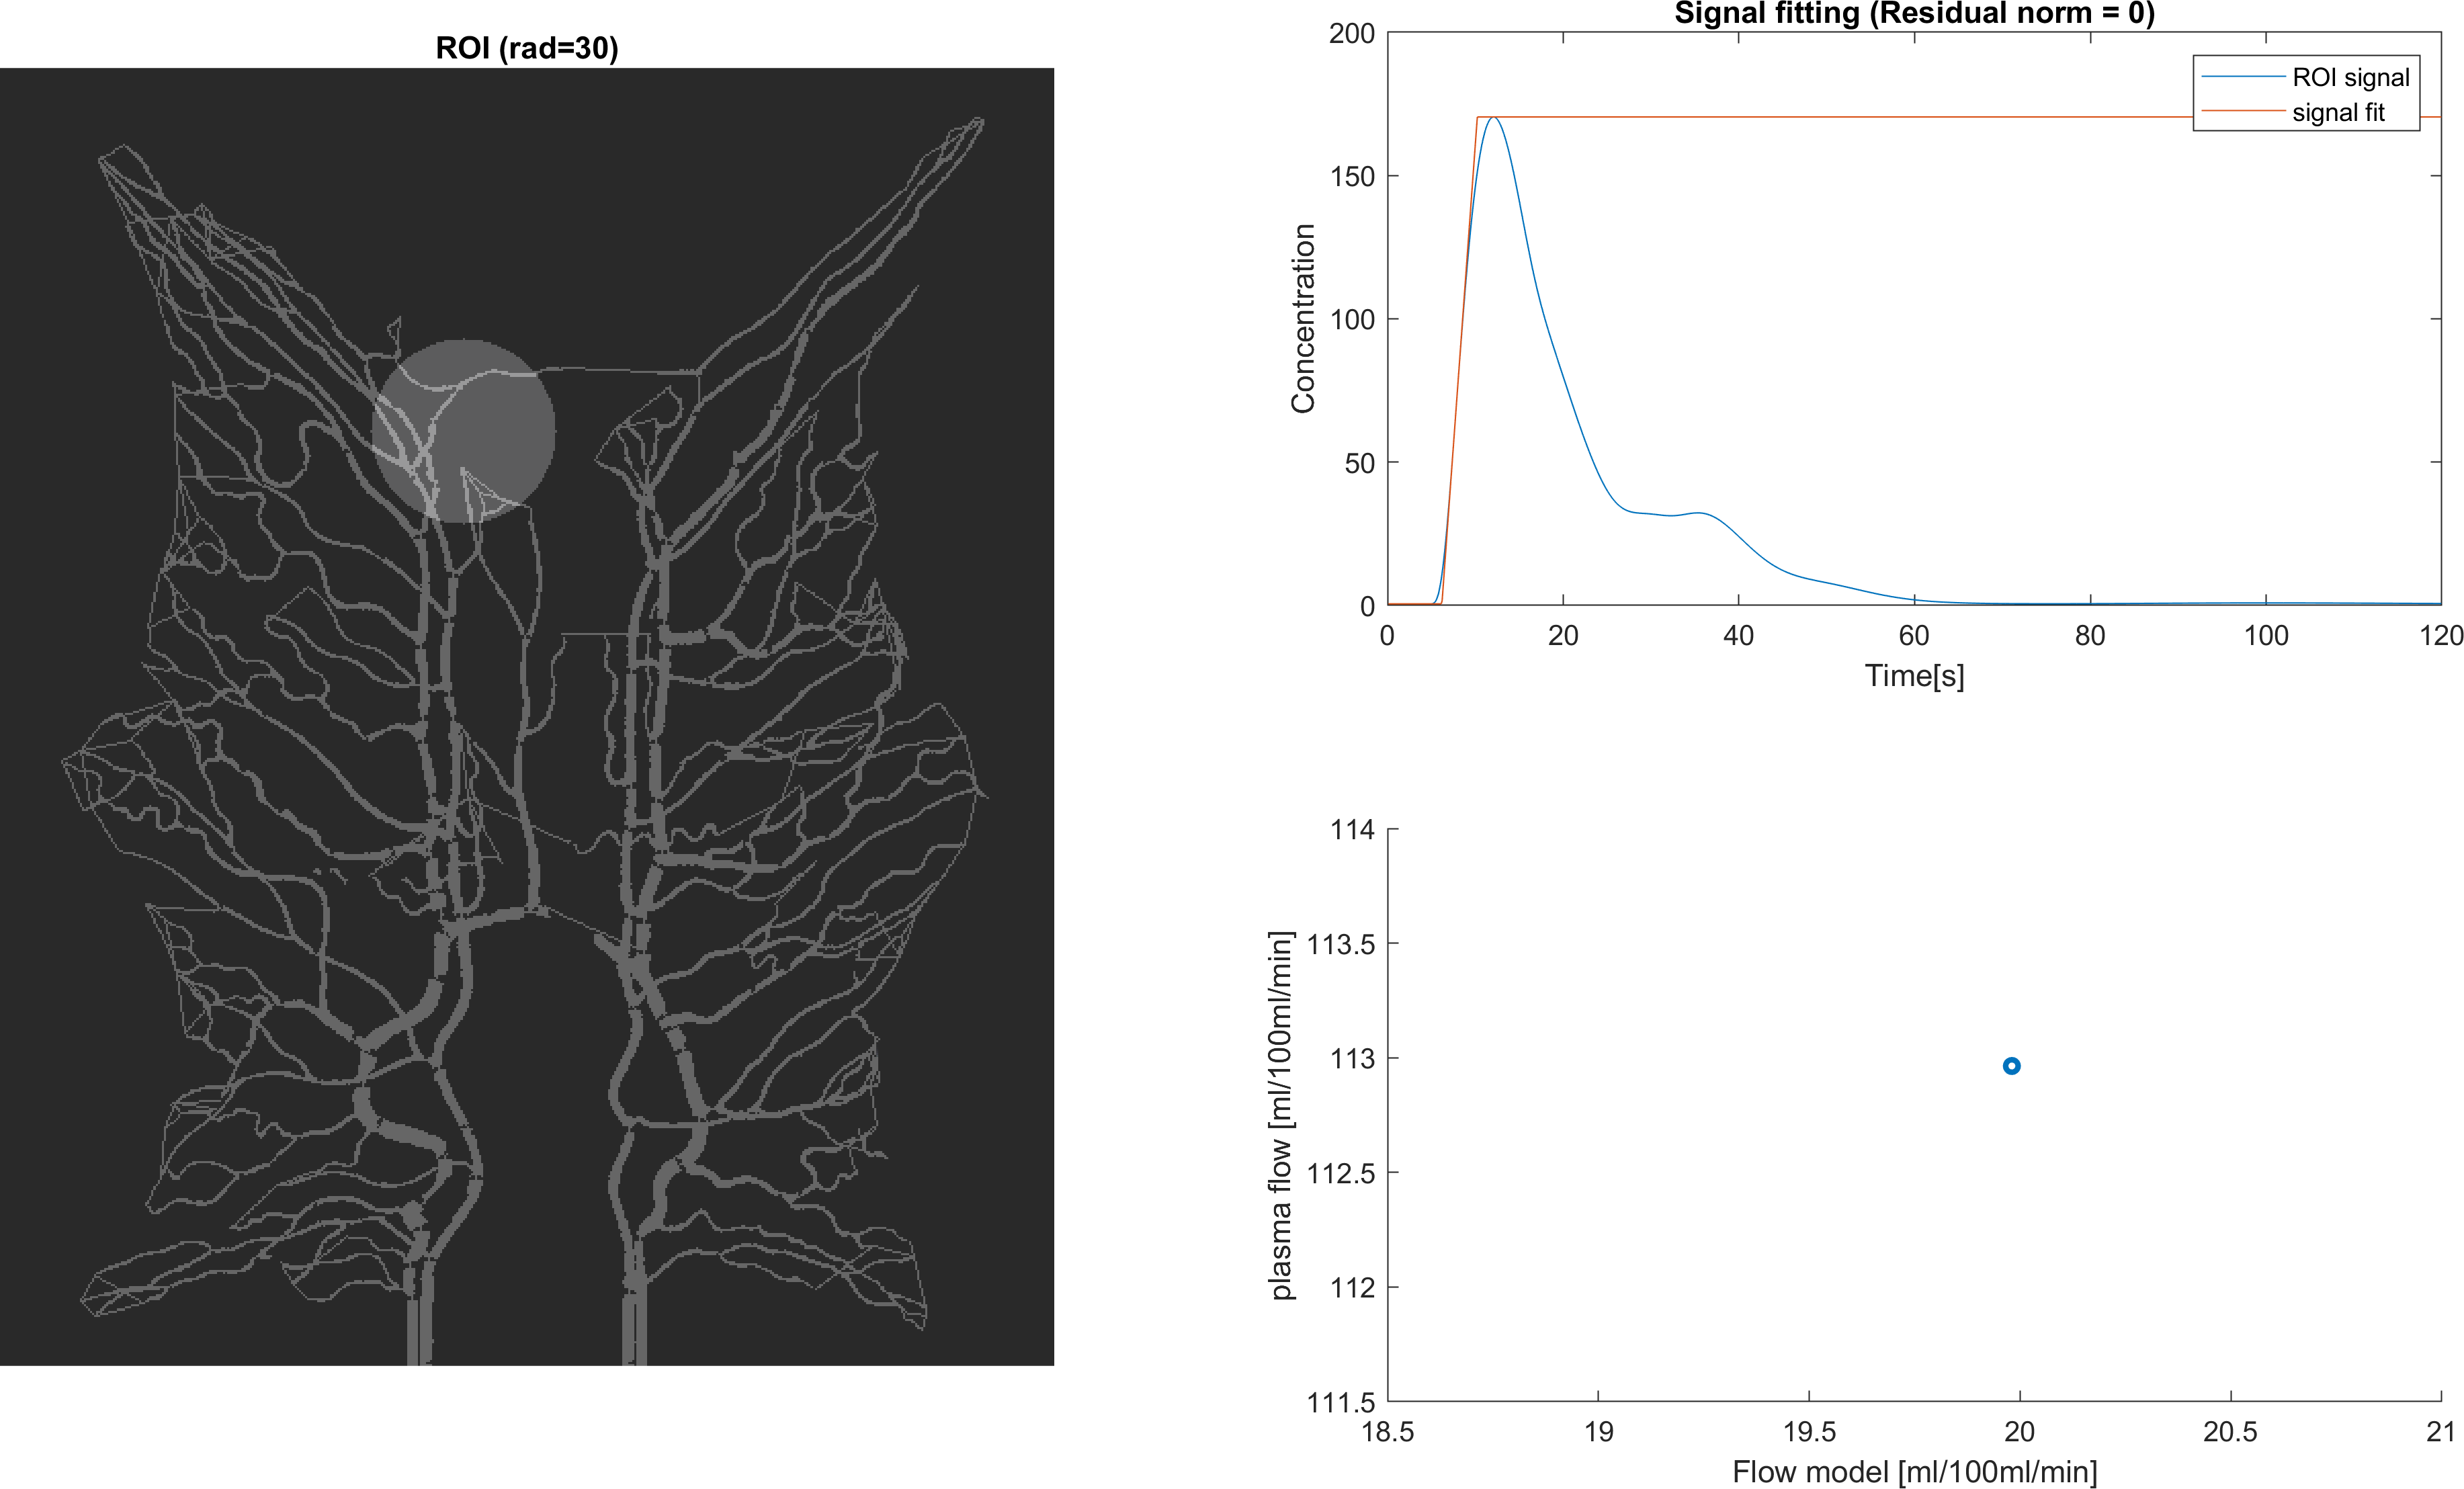 ROI (rad=30)
Signal fitting (Residual norm = 0)
200
150
100
50
0
Concentration
ROI signal
signal fit
0 20 40 60 80 100 120
Time[s]
114
113.5
113
112.5
112
111.5
plasma flow [ml/100ml/min]
18.5 19 19.5 20 20.5 21
Flow model [ml/100ml/min]